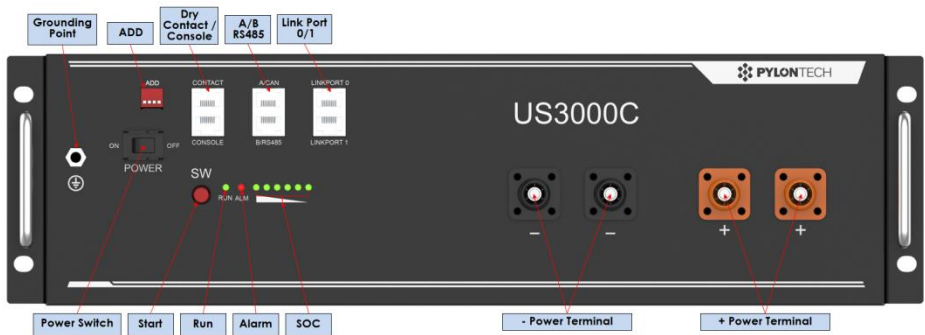 Grounding
Point
ADD
Dry
Contact /
Console
A/B
RS485
Link Port
0/1
ADD
CONTACT
A/CAN
LINKPORT 0
PYLONTECH
US3000C
CONSOLE
B/RS485
LINKPORT 1
ON
OFF
POWER
SW
RUN
ALM
−
−
+
+
Power Switch
Start
Run
Alarm
SOC
- Power Terminal
+ Power Terminal